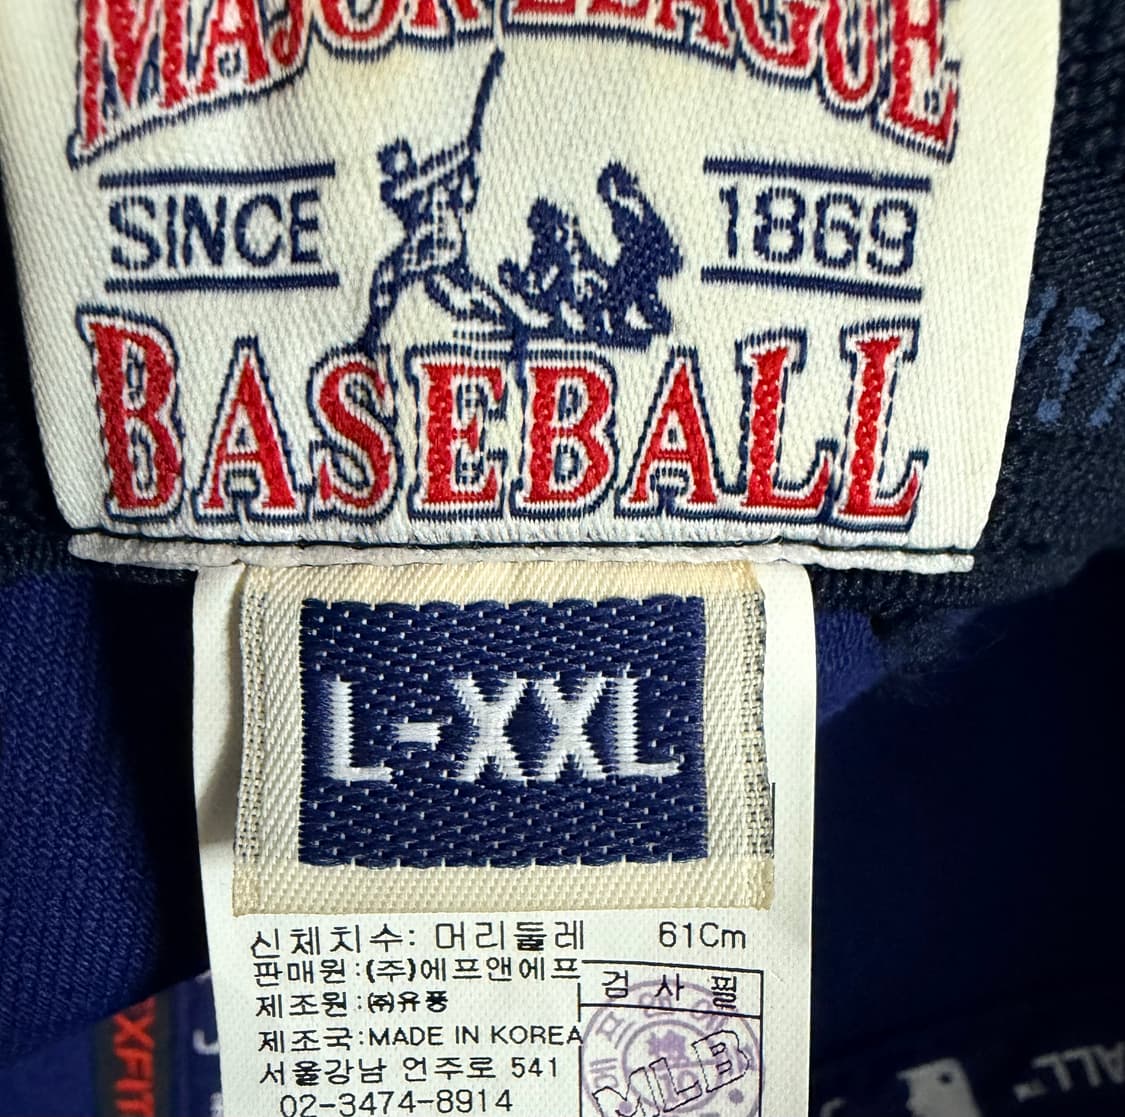 MAJOR LEAGUE
SINCE 1869
BASEBALL
L-XXL
신체치수: 머리둘레 61Cm
판매원:(주)에프앤에프
제조원:㈜유풍
제조국:MADE IN KOREA
서울강남 언주로 541
02-3474-8914
검사필
MLB
EXFIT
ALL™